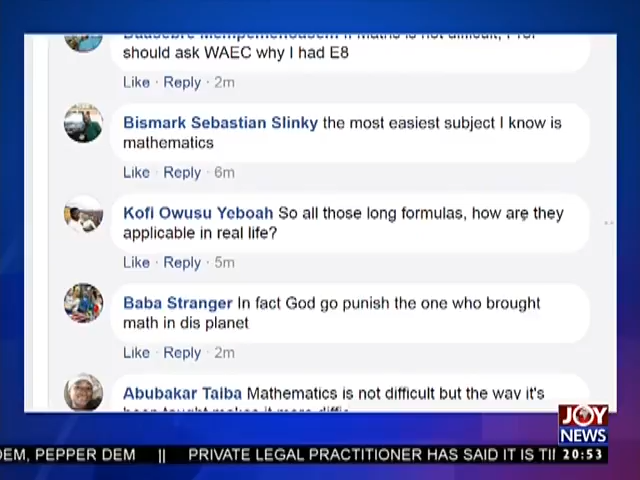 should ask WAEC why I had E8
Like · Reply · 2m
Bismark Sebastian Slinky the most easiest subject I know is
mathematics
Like · Reply · 6m
Kofi Owusu Yeboah So all those long formulas, how are they
applicable in real life?
Like · Reply · 5m
Baba Stranger In fact God go punish the one who brought
math in dis planet
Like · Reply · 2m
Abubakar Taiba Mathematics is not difficult but the way it's
JOY
NEWS
DEM, PEPPER DEM || PRIVATE LEGAL PRACTITIONER HAS SAID IT IS
20:53